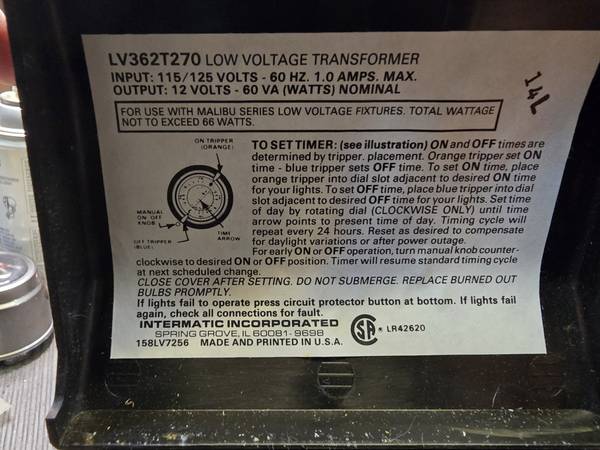 LV362T270 LOW VOLTAGE TRANSFORMER
INPUT: 115/125 VOLTS - 60 HZ. 1.0 AMPS. MAX.
OUTPUT: 12 VOLTS - 60 VA (WATTS) NOMINAL
14L
FOR USE WITH MALIBU SERIES LOW VOLTAGE FIXTURES. TOTAL WATTAGE
NOT TO EXCEED 66 WATTS.
ON TRIPPER
(ORANGE)
MANUAL
ON OFF
KNOB
OFF TRIPPER
(BLUE)
TIME
ARROW
TO SET TIMER: (see illustration) ON and OFF times are
determined by tripper. placement. Orange tripper set ON
time - blue tripper sets OFF time. To set ON time, place
orange tripper into dial slot adjacent to desired ON time
for your lights. To set OFF time, place blue tripper into dial
slot adjacent to desired OFF time for your lights. Set time
of day by rotating dial (CLOCKWISE ONLY) until time
arrow points to present time of day. Timing cycle will
repeat every 24 hours. Reset as desired to compensate
for daylight variations or after power outage.
For early ON or OFF operation, turn manual knob counter-
clockwise to desired ON or OFF position. Timer will resume standard timing cycle
at next scheduled change.
CLOSE COVER AFTER SETTING. DO NOT SUBMERGE. REPLACE BURNED OUT
BULBS PROMPTLY.
If lights fail to operate press circuit protector button at bottom. If lights fail
again, check all connections for fault.
INTERMATIC INCORPORATED
SPRING GROVE, IL 60081-9698
158LV7256 MADE AND PRINTED IN U.S.A.
SA ® LR42620